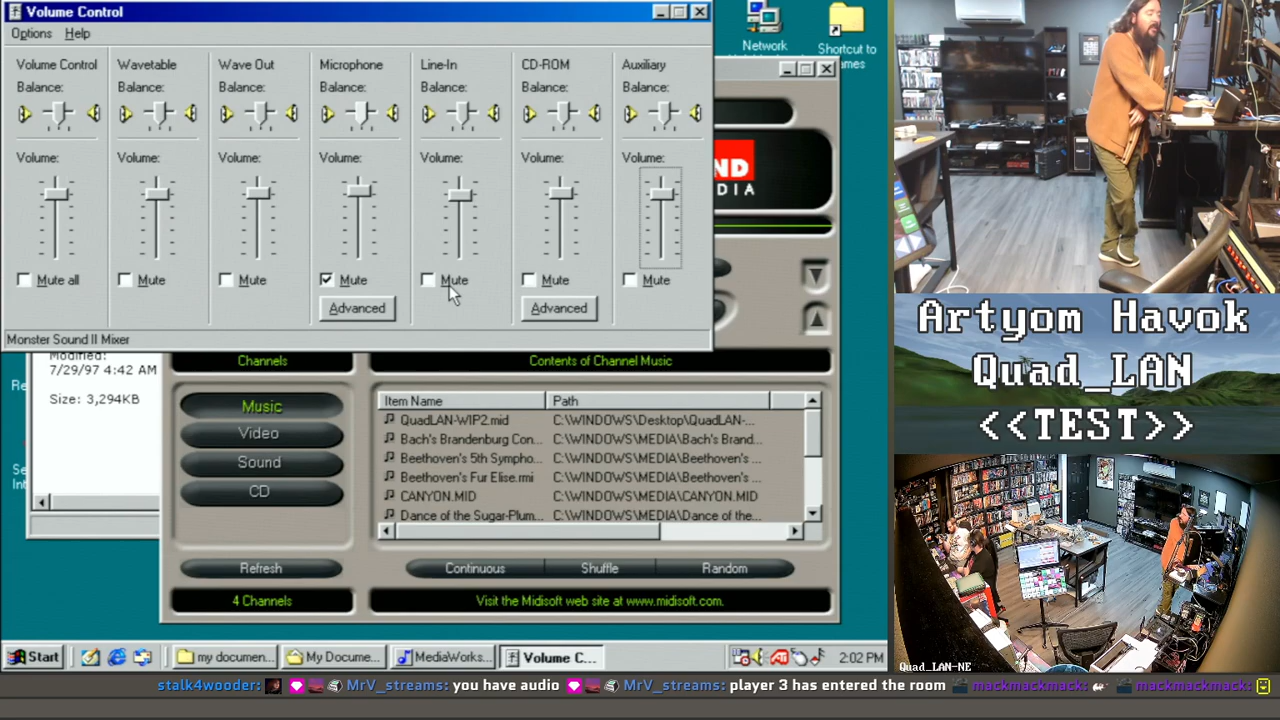 Volume Control
Options Help
Volume Control Wavetable Wave Out Microphone Line-In CD-ROM Auxiliary
Balance: Balance: Balance: Balance: Balance: Balance: Balance:
Volume: Volume: Volume: Volume: Volume: Volume: Volume:
Mute all Mute Mute Mute Mute Mute Mute
Advanced Advanced
Monster Sound II Mixer
Network
Shortcut to
ames
ND
DIA
Modified:
7/29/97 4:42 AM
Size: 3,294KB
Channels
Music
Video
Sound
CD
Refresh
4 Channels
Contents of Channel Music
Item Name Path
QuadLAN-WIP2.mid C:\WINDOWS\Desktop\QuadLAN-...
Bach's Brandenburg Con... C:\WINDOWS\MEDIA\Bach's Brand...
Beethoven's 5th Sympho... C:\WINDOWS\MEDIA\Beethoven's ...
Beethoven's Fur Elise.rmi C:\WINDOWS\MEDIA\Beethoven's ...
CANYON.MID C:\WINDOWS\MEDIA\CANYON.MID
Dance of the Sugar-Plum... C:\WINDOWS\MEDIA\Dance of the...
Continuous Shuffle Random
Visit the Midisoft web site at www.midisoft.com.
Start my documen... My Docume... MediaWorks... Volume C... 2:02 PM
Artyom Havok
Quad_LAN
<<TEST>>
Quad_LAN-NE
stalk4wooder: MrV_streams: you have audio MrV_streams: player 3 has entered the room mackmackmack: mackmackmack: